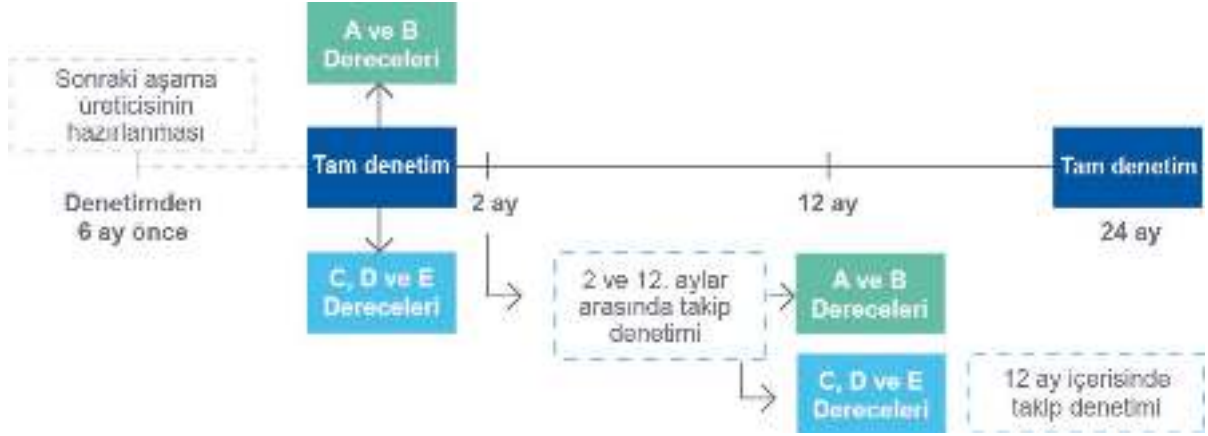 A ve B
Dereceleri
Sonraki aşama
üreticisinin
hazırlanması
Tam denetim
Tam denetim
Denetimden
6 ay önce
2 ay
12 ay
24 ay
C, D ve E
Dereceleri
2 ve 12. aylar
arasında takip
denetimi
A ve B
Dereceleri
C, D ve E
Dereceleri
12 ay içerisinde
takip denetimi